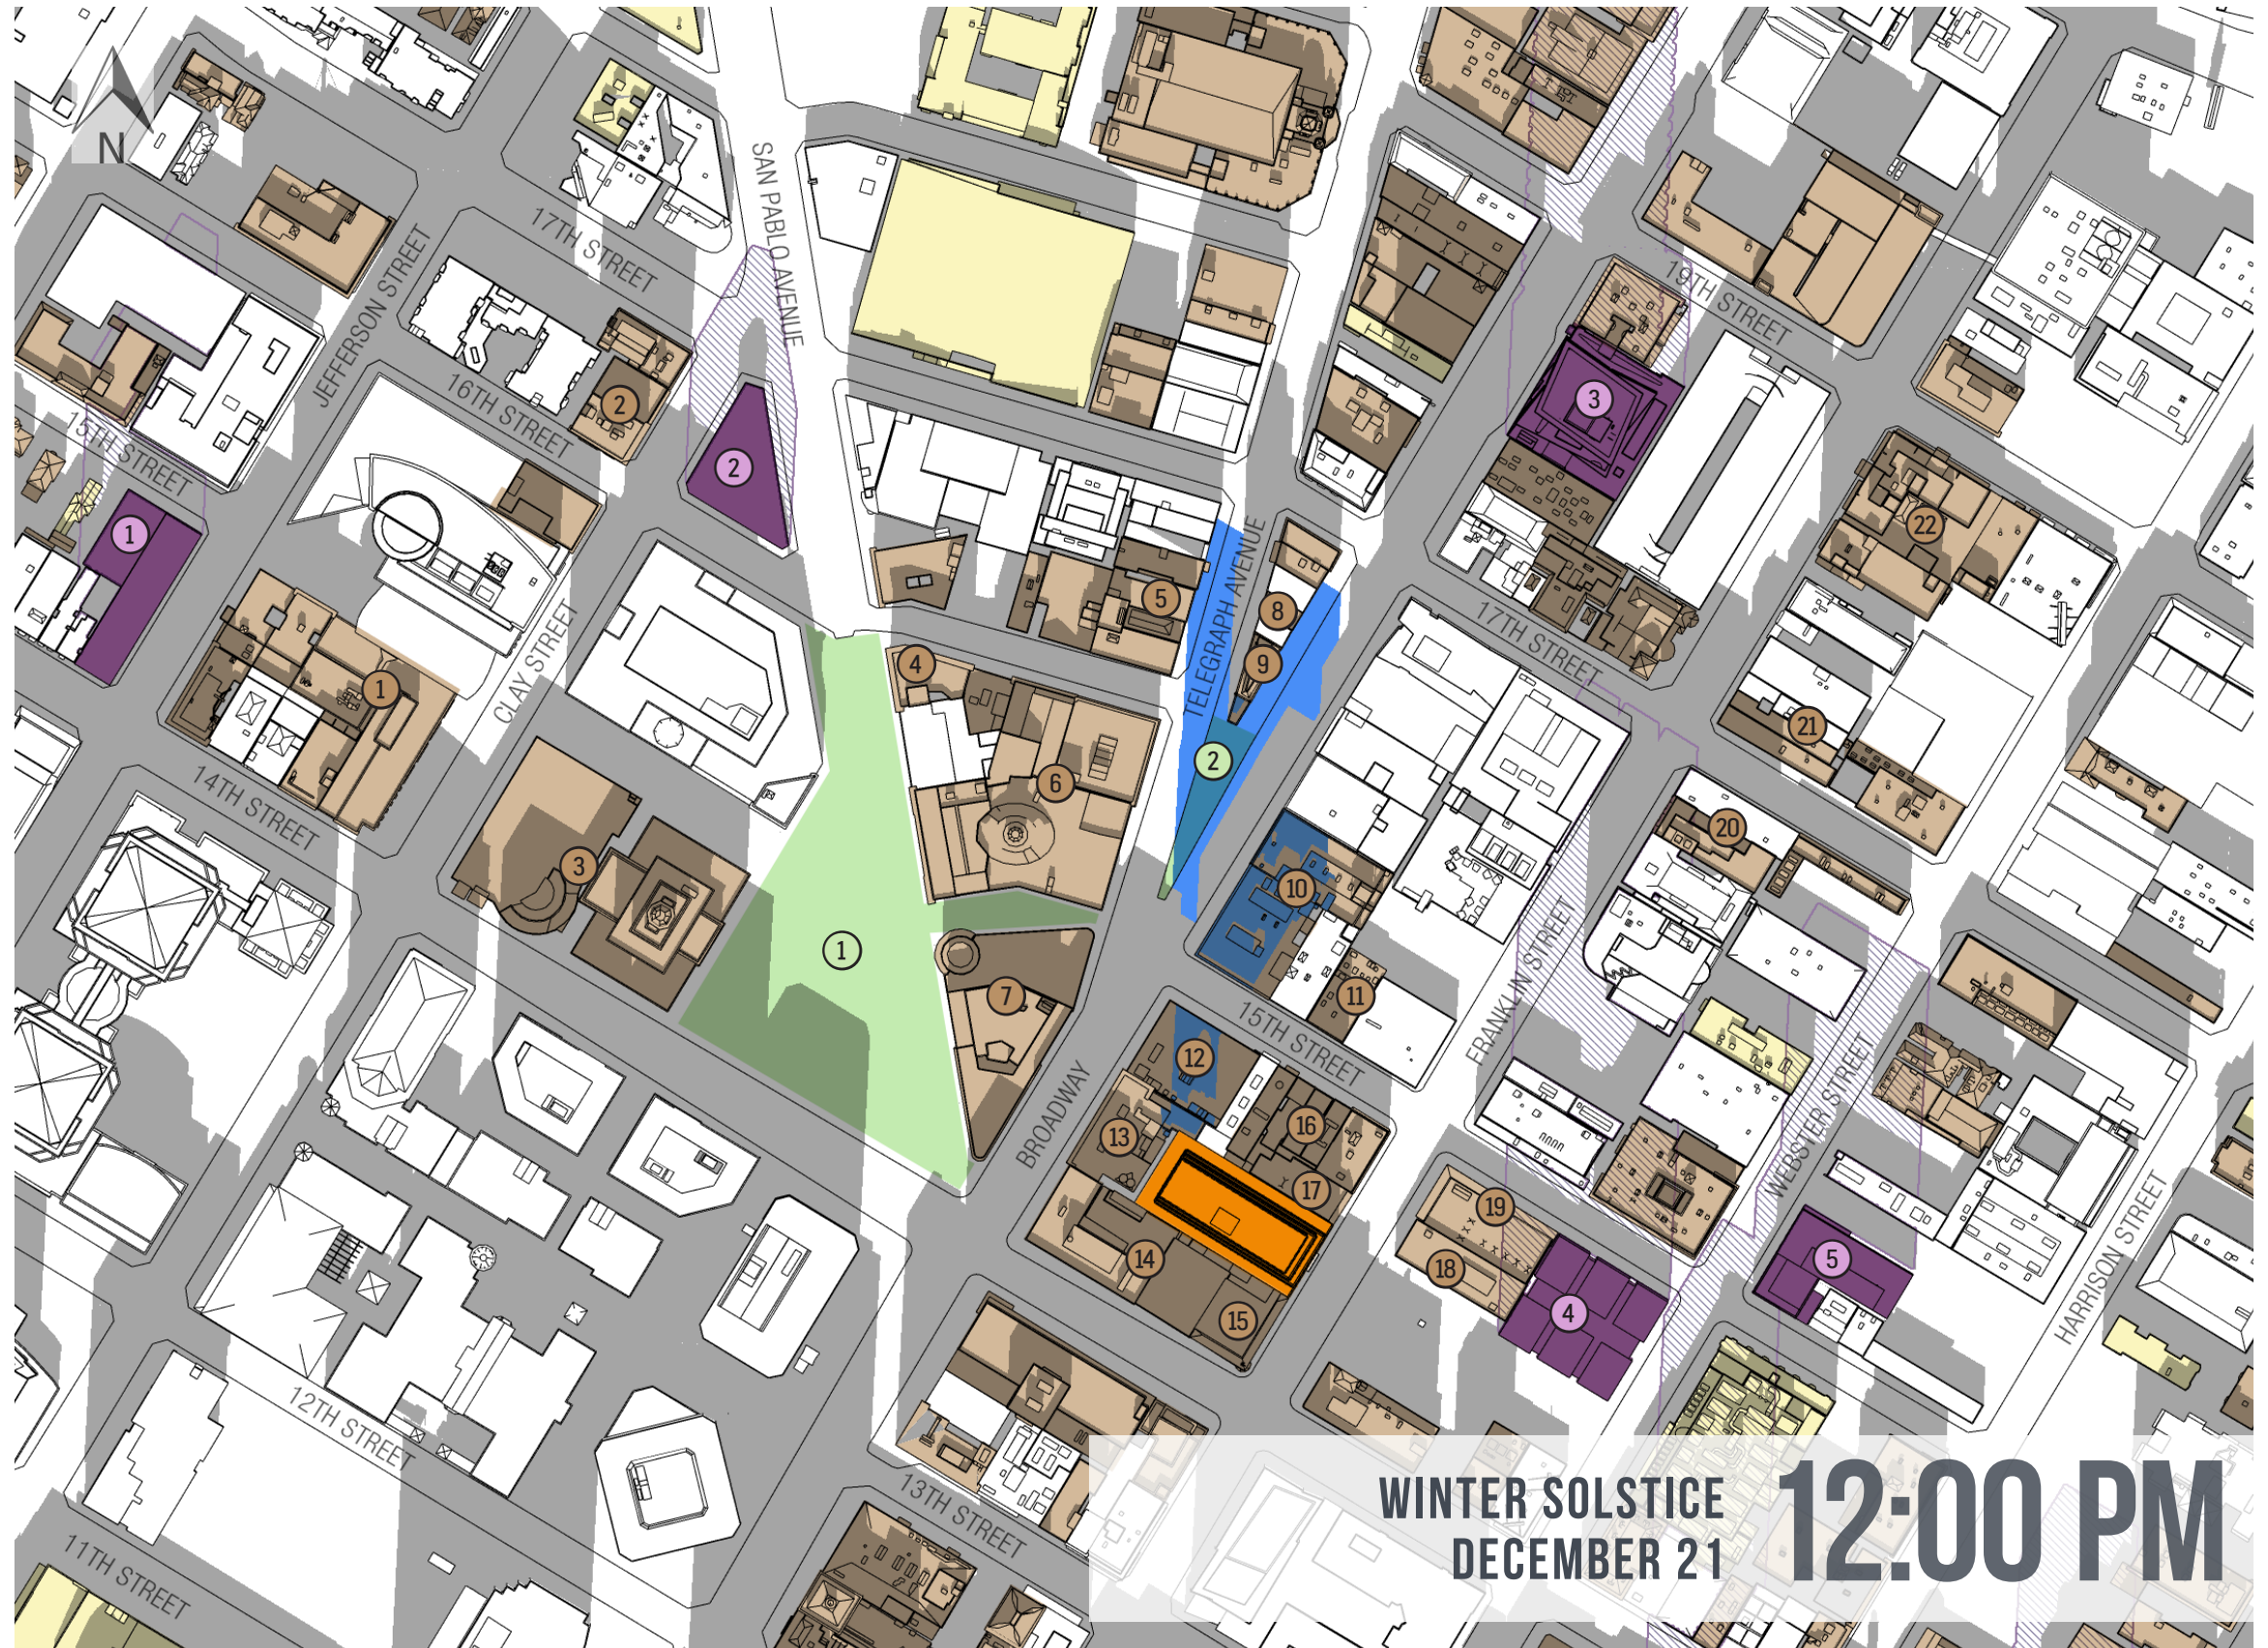 N
SAN PABLO AVENUE
17TH STREET
JEFFERSON STREET
16TH STREET
15TH STREET
19TH STREET
2
2
3
1
1
CLAY STREET
14TH STREET
TELEGRAPH AVENUE
17TH STREET
22
5
8
9
4
2
6
21
20
3
10
1
7
11
15TH STREET
FRANKLIN STREET
12
13
16
17
BROADWAY
WEBSTER STREET
19
18
14
15
4
5
HARRISON STREET
12TH STREET
13TH STREET
11TH STREET
WINTER SOLSTICE
DECEMBER 21
12:00 PM